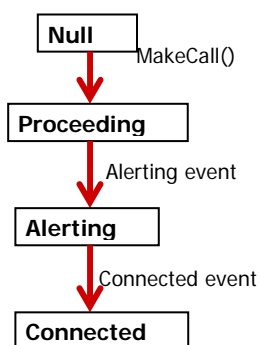 Null
MakeCall()
Proceeding
Alerting event
Alerting
Connected event
Connected